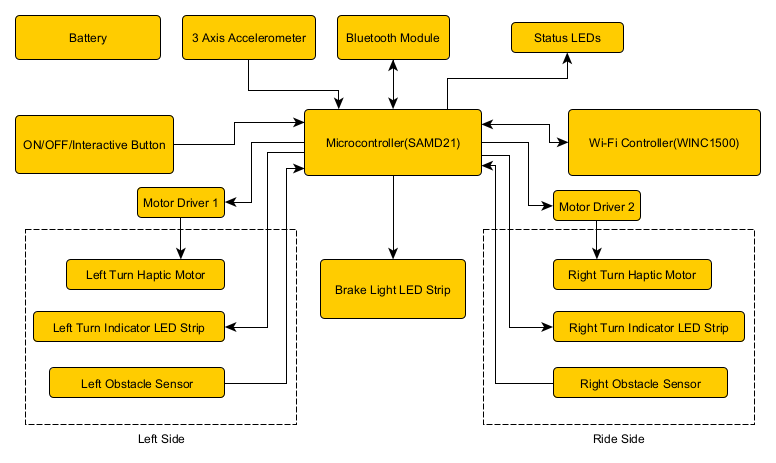 Battery
3 Axis Accelerometer
Bluetooth Module
Status LEDs
ON/OFF/Interactive Button
Microcontroller(SAMD21)
Wi-Fi Controller(WINC1500)
Motor Driver 1
Motor Driver 2
Left Turn Haptic Motor
Brake Light LED Strip
Right Turn Haptic Motor
Left Turn Indicator LED Strip
Right Turn Indicator LED Strip
Left Obstacle Sensor
Right Obstacle Sensor
Left Side
Ride Side